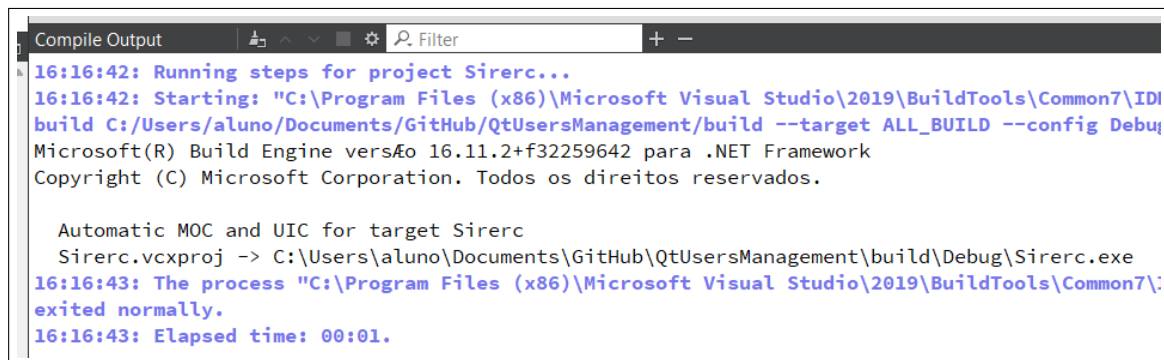 Compile Output Filter
16:16:42: Running steps for project Sirerc...
16:16:42: Starting: "C:\Program Files (x86)\Microsoft Visual Studio\2019\BuildTools\Common7\IDE
build C:/Users/aluno/Documents/GitHub/QtUsersManagement/build --target ALL_BUILD --config Debug
Microsoft(R) Build Engine versÆo 16.11.2+f32259642 para .NET Framework
Copyright (C) Microsoft Corporation. Todos os direitos reservados.
Automatic MOC and UIC for target Sirerc
Sirerc.vcxproj -> C:\Users\aluno\Documents\GitHub\QtUsersManagement\build\Debug\Sirerc.exe
16:16:43: The process "C:\Program Files (x86)\Microsoft Visual Studio\2019\BuildTools\Common7\I
exited normally.
16:16:43: Elapsed time: 00:01.